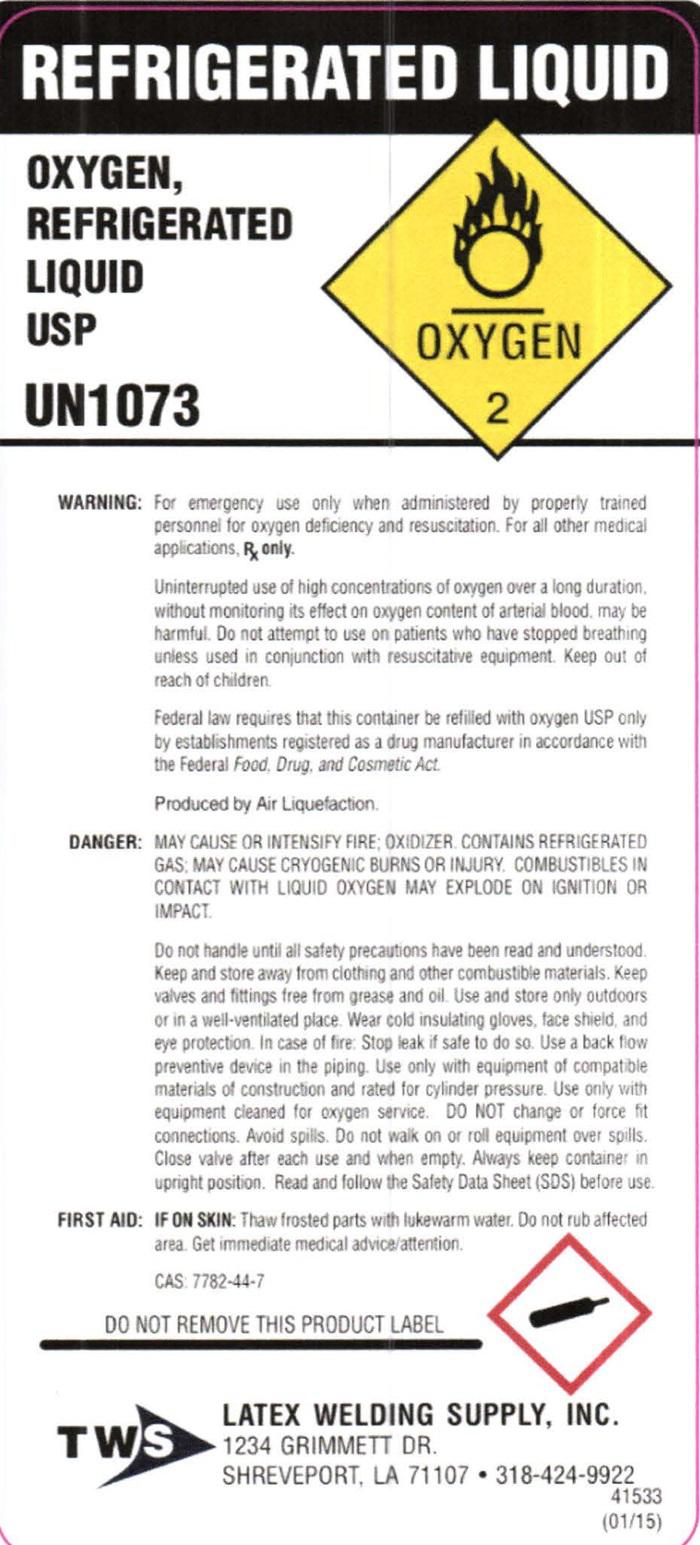 REFRIGERATED LIQUID
OXYGEN,
REFRIGERATED
LIQUID
USP
UN1073
OXYGEN
2
WARNING: For emergency use only when administered by properly trained
personnel for oxygen deficiency and resuscitation. For all other medical
applications, ℞ only.
Uninterrupted use of high concentrations of oxygen over a long duration,
without monitoring its effect on oxygen content of arterial blood, may be
harmful. Do not attempt to use on patients who have stopped breathing
unless used in conjunction with resuscitative equipment. Keep out of
reach of children.
Federal law requires that this container be refilled with oxygen USP only
by establishments registered as a drug manufacturer in accordance with
the Federal Food, Drug, and Cosmetic Act.
Produced by Air Liquefaction.
DANGER: MAY CAUSE OR INTENSIFY FIRE; OXIDIZER. CONTAINS REFRIGERATED
GAS; MAY CAUSE CRYOGENIC BURNS OR INJURY. COMBUSTIBLES IN
CONTACT WITH LIQUID OXYGEN MAY EXPLODE ON IGNITION OR
IMPACT.
Do not handle until all safety precautions have been read and understood.
Keep and store away from clothing and other combustible materials. Keep
valves and fittings free from grease and oil. Use and store only outdoors
or in a well-ventilated place. Wear cold insulating gloves, face shield, and
eye protection. In case of fire: Stop leak if safe to do so. Use a back flow
preventive device in the piping. Use only with equipment of compatible
materials of construction and rated for cylinder pressure. Use only with
equipment cleaned for oxygen service. DO NOT change or force fit
connections. Avoid spills. Do not walk on or roll equipment over spills.
Close valve after each use and when empty. Always keep container in
upright position. Read and follow the Safety Data Sheet (SDS) before use.
FIRST AID: IF ON SKIN: Thaw frosted parts with lukewarm water. Do not rub affected
area. Get immediate medical advice/attention.
CAS: 7782-44-7
DO NOT REMOVE THIS PRODUCT LABEL
TWS
LATEX WELDING SUPPLY, INC.
1234 GRIMMETT DR.
SHREVEPORT, LA 71107 • 318-424-9922
41533
(01/15)